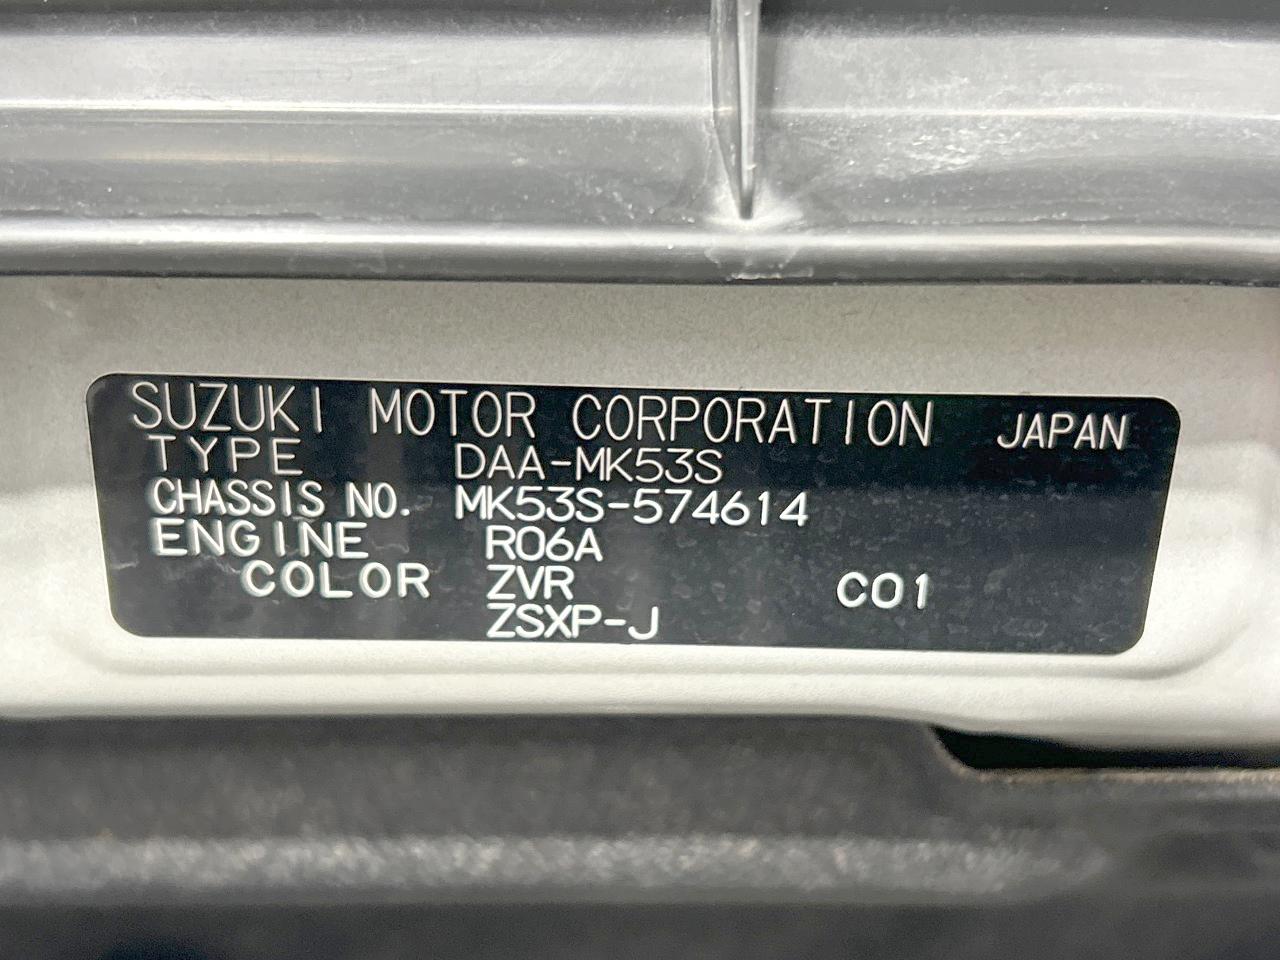 SUZUKI MOTOR CORPORATION JAPAN
TYPE DAA-MK53S
CHASSIS NO. MK53S-574614
ENGINE R06A
COLOR ZVR C01
ZSXP-J